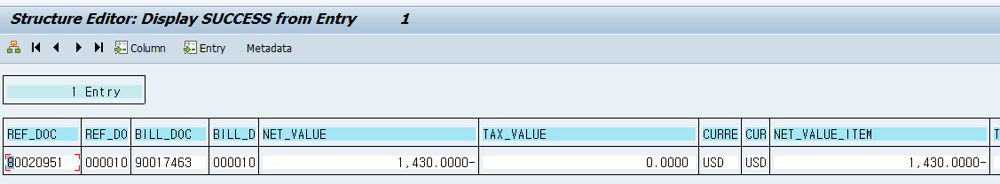 Structure Editor: Display SUCCESS from Entry 1
Column Entry Metadata
1 Entry
REF_DOC REF_DO BILL_DOC BILL_D NET_VALUE TAX_VALUE CURRE CUR NET_VALUE_ITEM T
80020951 000010 90017463 000010 1,430.0000- 0.0000 USD USD 1,430.0000-